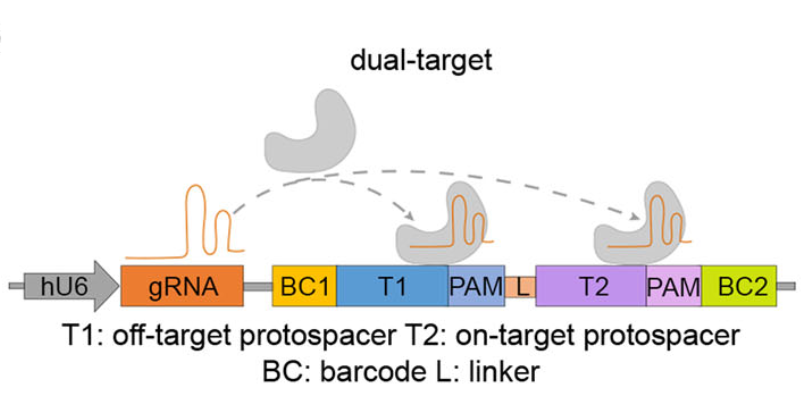 dual-target
hU6 gRNA BC1 T1 PAM L T2 PAM BC2
T1: off-target protospacer T2: on-target protospacer
BC: barcode L: linker